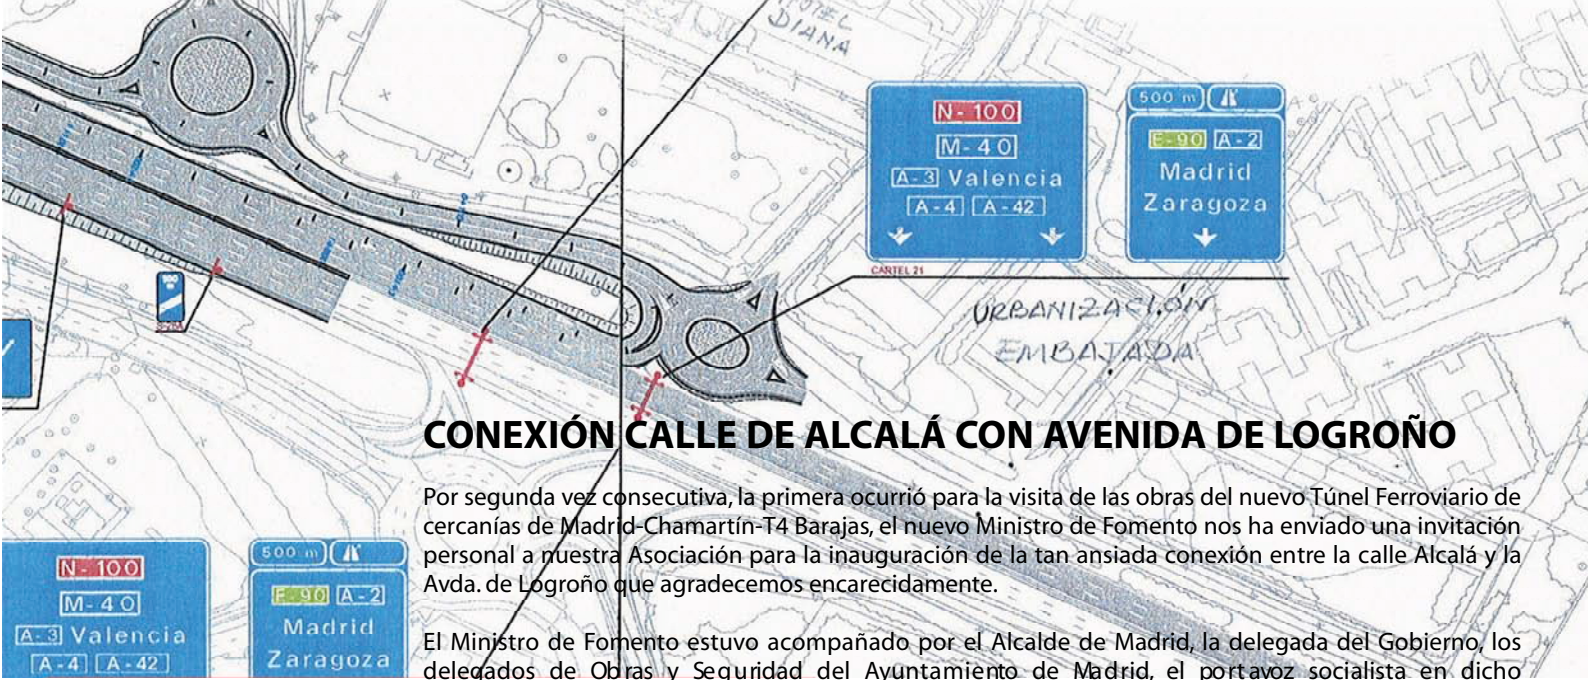 HOTEL
DIANA
N-100
M-40
A-3 Valencia
A-4 A-42
500 m
E-90 A-2
Madrid
Zaragoza
CARTEL 21
URBANIZACIÓN
EMBAJADA
CONEXIÓN CALLE DE ALCALÁ CON AVENIDA DE LOGROÑO
Por segunda vez consecutiva, la primera ocurrió para la visita de las obras del nuevo Túnel Ferroviario de
cercanías de Madrid-Chamartín-T4 Barajas, el nuevo Ministro de Fomento nos ha enviado una invitación
personal a nuestra Asociación para la inauguración de la tan ansiada conexión entre la calle Alcalá y la
Avda. de Logroño que agradecemos encarecidamente.
El Ministro de Fomento estuvo acompañado por el Alcalde de Madrid, la delegada del Gobierno, los
delegados de Obras y Seguridad del Ayuntamiento de Madrid, el portavoz socialista en dicho
N-100
M-40
A-3 Valencia
A-4 A-42
500 m
E-90 A-2
Madrid
Zaragoza